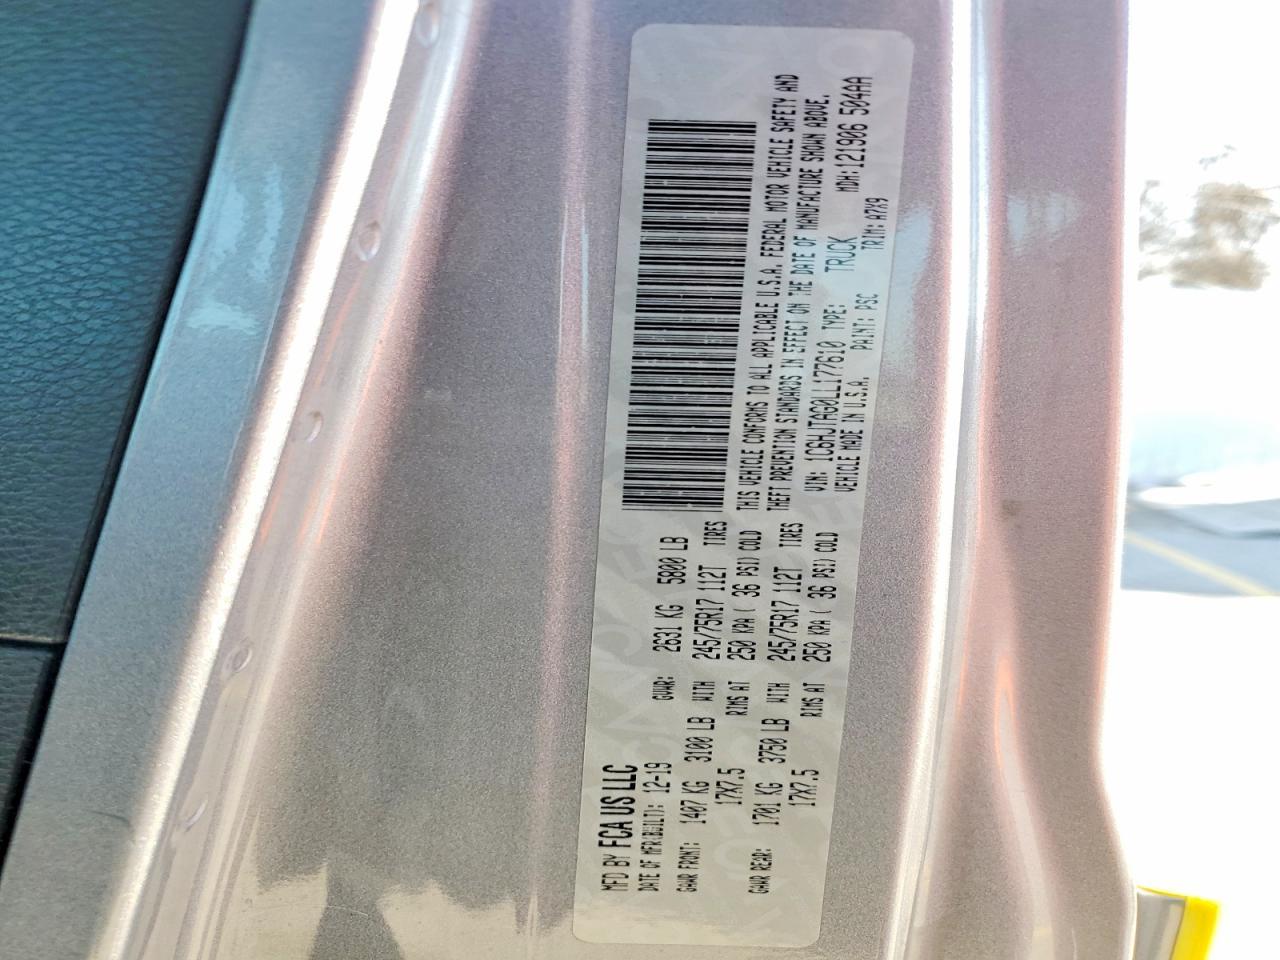 MFD BY FCA US LLC
DATE OF MFR(BUILT): 12-19 GVWR: 2631 KG 5800 LB
GAWR FRONT: 1407 KG 3100 LB WITH 245/75R17 112T TIRES
17X7.5 RIMS AT 250 KPA ( 36 PSI) COLD
GAWR REAR: 1701 KG 3750 LB WITH 245/75R17 112T TIRES
17X7.5 RIMS AT 250 KPA ( 36 PSI) COLD
THIS VEHICLE CONFORMS TO ALL APPLICABLE U.S.A. FEDERAL MOTOR VEHICLE SAFETY AND
THEFT PREVENTION STANDARDS IN EFFECT ON THE DATE OF MANUFACTURE SHOWN ABOVE.
VIN: 1C6HJTAG0LL177610 TYPE: TRUCK MDH: 121906 504AA
VEHICLE MADE IN U.S.A. PAINT: PSC TRIM: A7X9